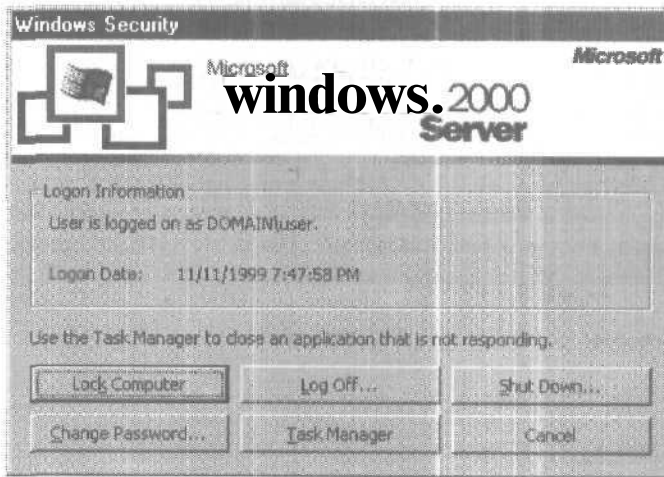 Windows Security
Microsoft
Microsoft
windows. 2000
Server
Logon Information
User is logged on as DOMAIN\user.
Logon Date: 11/11/1999 7:47:58 PM
Use the Task Manager to close an application that is not responding.
Lock Computer Log Off... Shut Down...
Change Password... Task Manager Cancel